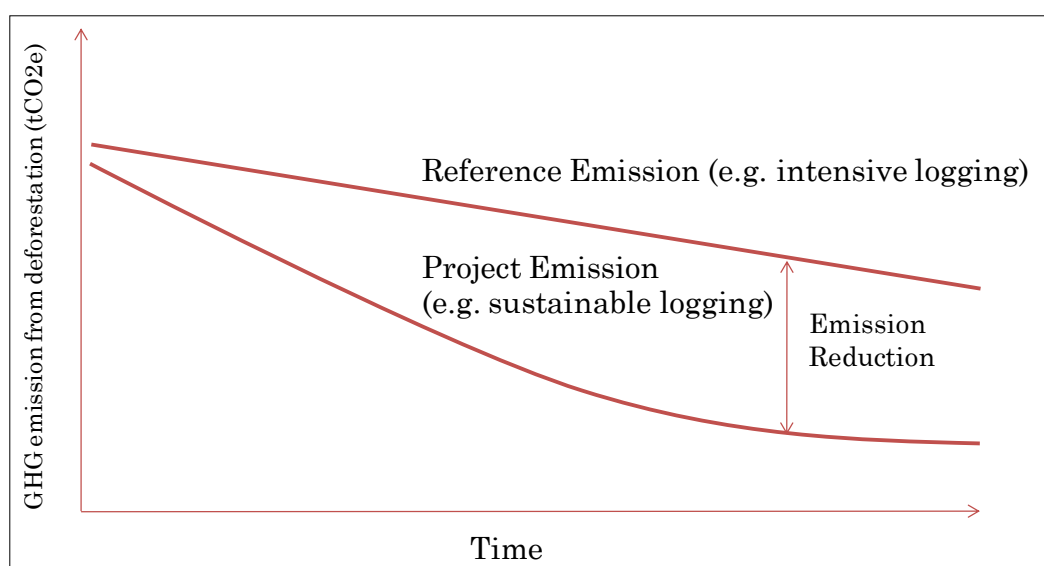 GHG emission from deforestation (tCO2e)
Reference Emission (e.g. intensive logging)
Project Emission
(e.g. sustainable logging)
Emission
Reduction
Time